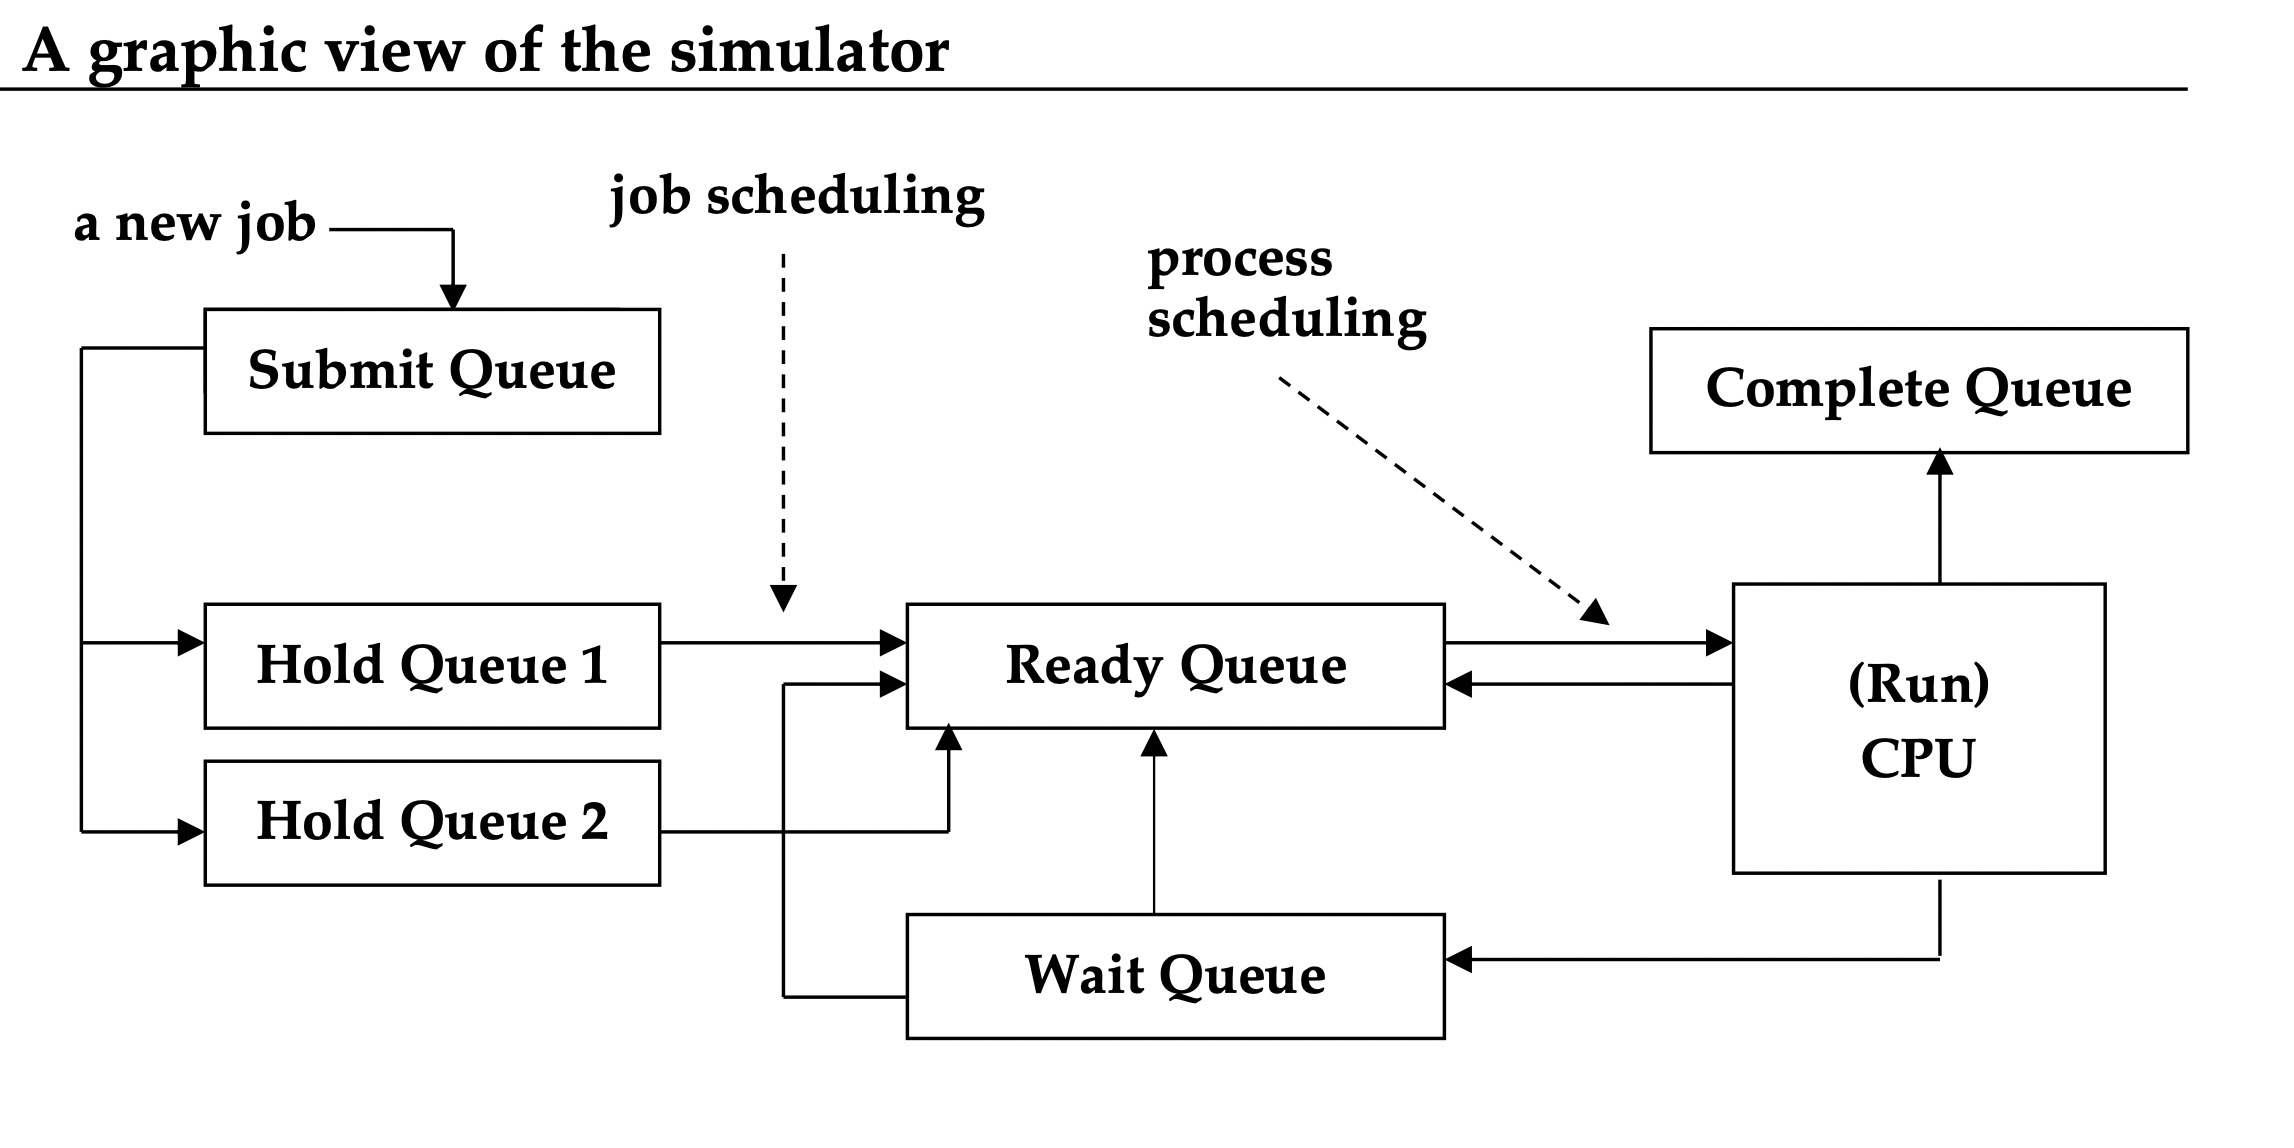 A graphic view of the simulator
a new job
job scheduling
process
scheduling
Submit Queue
Complete Queue
Hold Queue 1
Ready Queue
(Run)
CPU
Hold Queue 2
Wait Queue